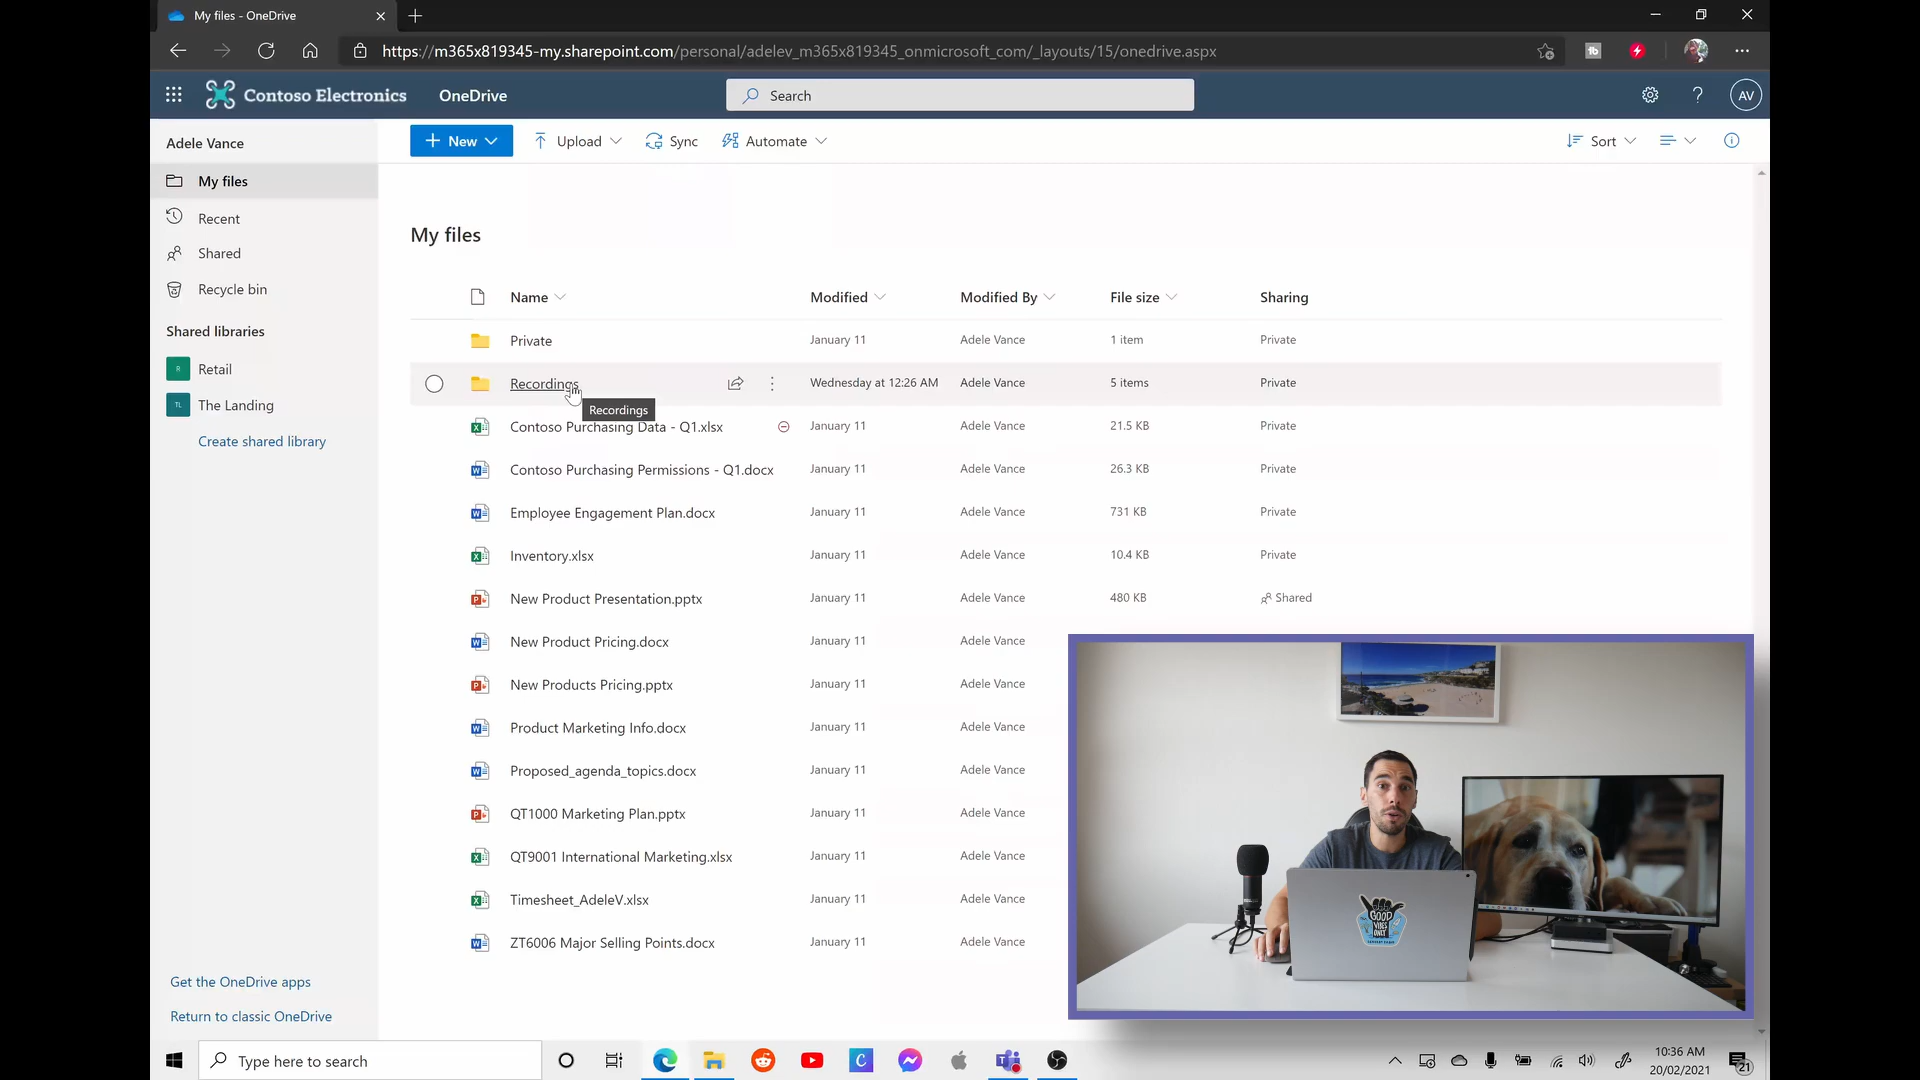 My files - OneDrive
https://m365x819345-my.sharepoint.com/personal/adelev_m365x819345_onmicrosoft_com/_layouts/15/onedrive.aspx
Contoso Electronics OneDrive Search AV
Adele Vance
New Upload Sync Automate Sort
My files
Recent
Shared
Recycle bin
Shared libraries
R Retail
TL The Landing
Create shared library
Get the OneDrive apps
Return to classic OneDrive
My files
Name Modified Modified By File size Sharing
Private January 11 Adele Vance 1 item Private
Recordings Wednesday at 12:26 AM Adele Vance 5 items Private
Recordings
Contoso Purchasing Data - Q1.xlsx January 11 Adele Vance 21.5 KB Private
Contoso Purchasing Permissions - Q1.docx January 11 Adele Vance 26.3 KB Private
Employee Engagement Plan.docx January 11 Adele Vance 731 KB Private
Inventory.xlsx January 11 Adele Vance 10.4 KB Private
New Product Presentation.pptx January 11 Adele Vance 480 KB Shared
New Product Pricing.docx January 11 Adele Vance
New Products Pricing.pptx January 11 Adele Vance
Product Marketing Info.docx January 11 Adele Vance
Proposed_agenda_topics.docx January 11 Adele Vance
QT1000 Marketing Plan.pptx January 11 Adele Vance
QT9001 International Marketing.xlsx January 11 Adele Vance
Timesheet_AdeleV.xlsx January 11 Adele Vance
ZT6006 Major Selling Points.docx January 11 Adele Vance
GOOD
VIBES
ONLY
Type here to search
10:36 AM
20/02/2021
21